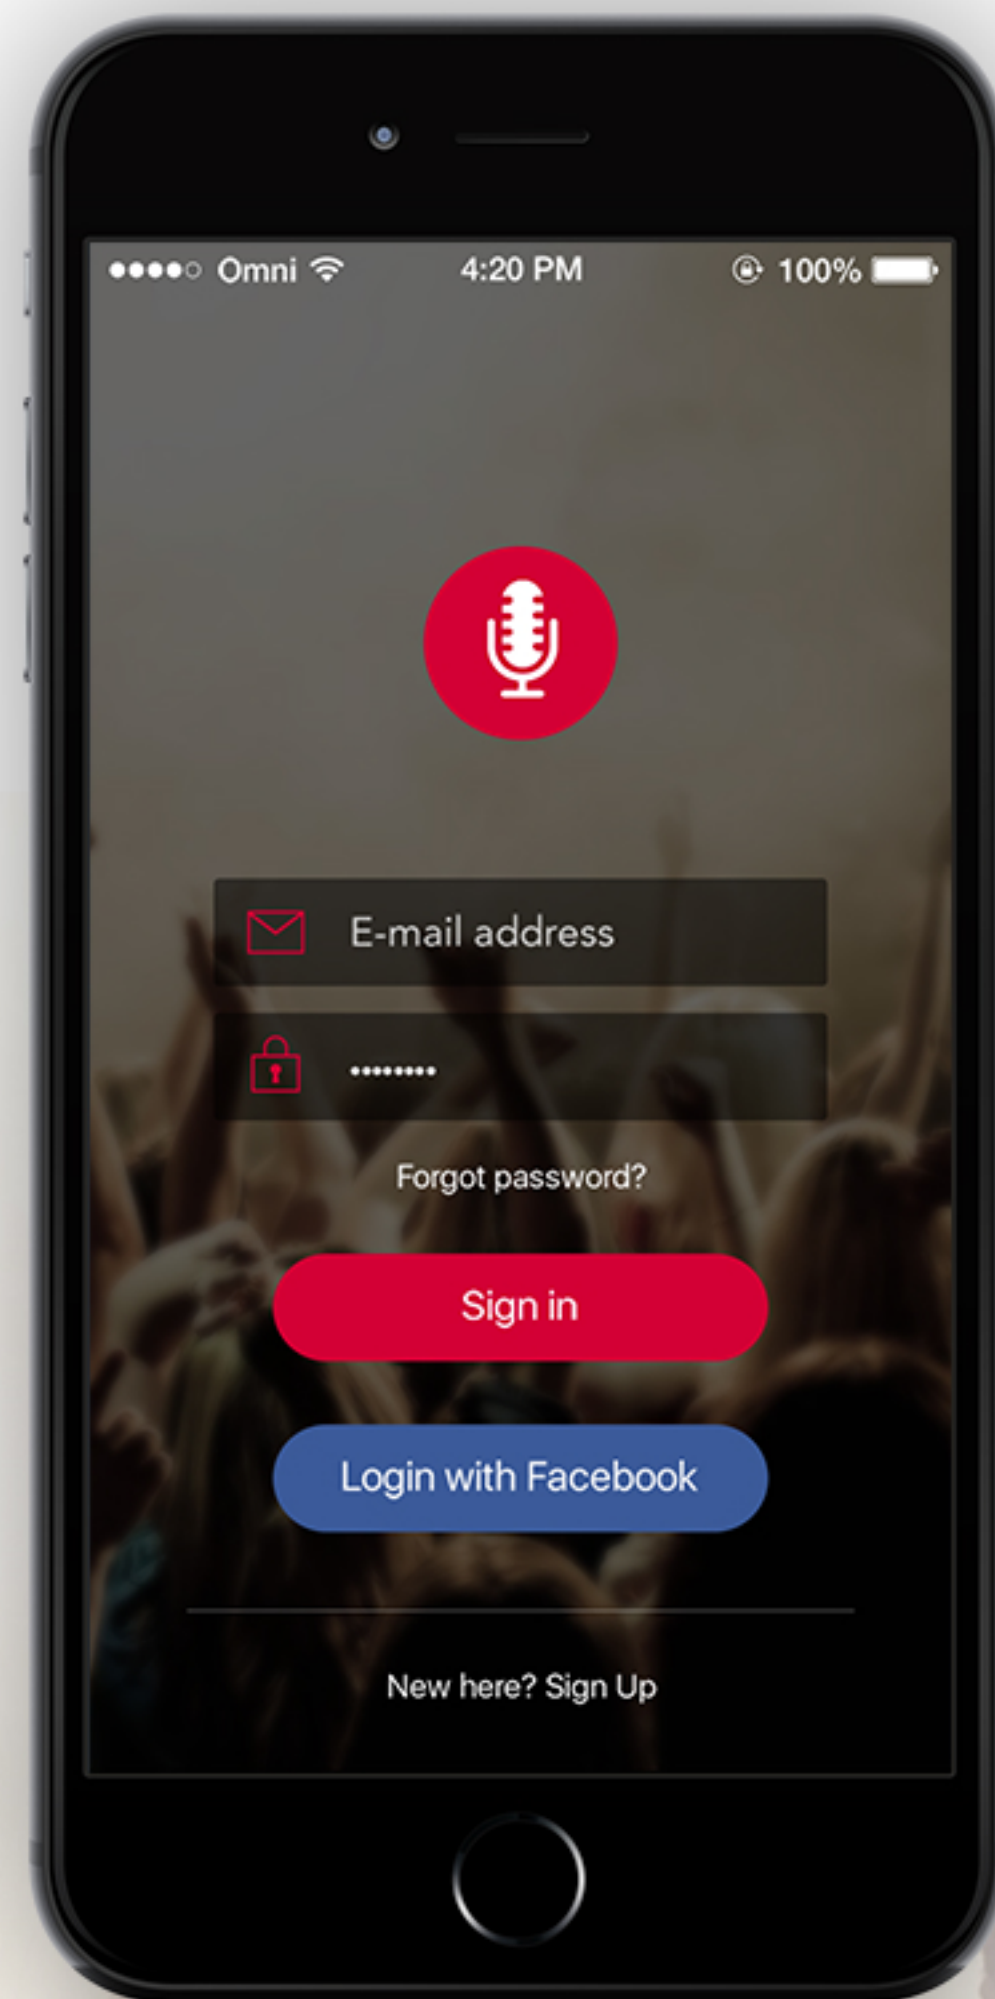 Omni 4:20 PM 100%
E-mail address
Forgot password?
Sign in
Login with Facebook
New here? Sign Up